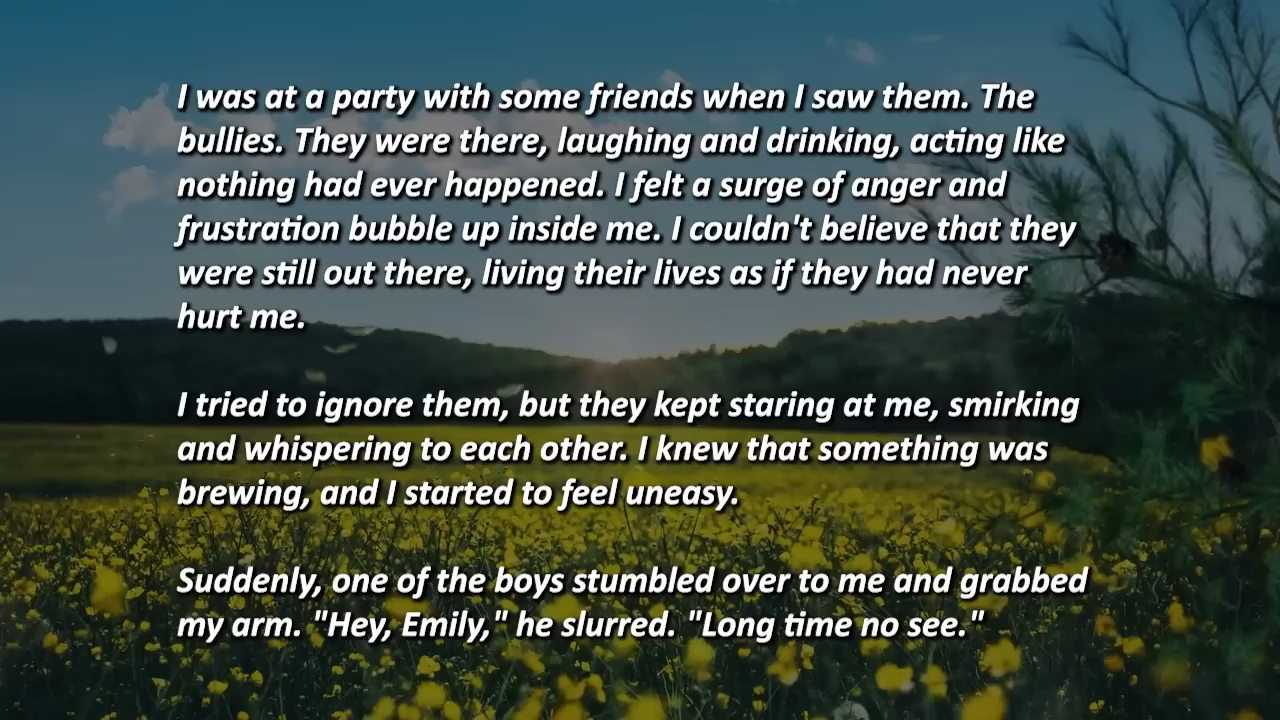 I was at a party with some friends when I saw them. The
bullies. They were there, laughing and drinking, acting like
nothing had ever happened. I felt a surge of anger and
frustration bubble up inside me. I couldn't believe that they
were still out there, living their lives as if they had never
hurt me.
I tried to ignore them, but they kept staring at me, smirking
and whispering to each other. I knew that something was
brewing, and I started to feel uneasy.
Suddenly, one of the boys stumbled over to me and grabbed
my arm. "Hey, Emily," he slurred. "Long time no see."